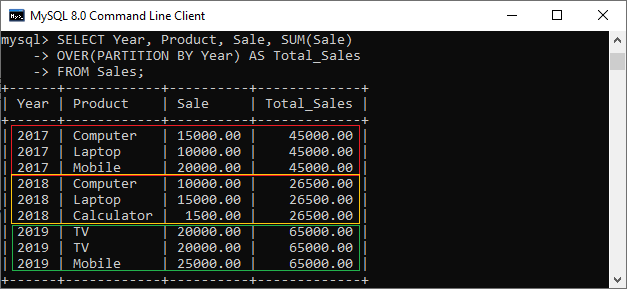 MySQL 8.0 Command Line Client
mysql> SELECT Year, Product, Sale, SUM(Sale)
    -> OVER(PARTITION BY Year) AS Total_Sales
    -> FROM Sales;
+------+------------+----------+-------------+
| Year | Product    | Sale     | Total_Sales |
+------+------------+----------+-------------+
| 2017 | Computer   | 15000.00 |    45000.00 |
| 2017 | Laptop     | 10000.00 |    45000.00 |
| 2017 | Mobile     | 20000.00 |    45000.00 |
| 2018 | Computer   | 10000.00 |    26500.00 |
| 2018 | Laptop     | 15000.00 |    26500.00 |
| 2018 | Calculator |  1500.00 |    26500.00 |
| 2019 | TV         | 20000.00 |    65000.00 |
| 2019 | TV         | 20000.00 |    65000.00 |
| 2019 | Mobile     | 25000.00 |    65000.00 |
+------+------------+----------+-------------+